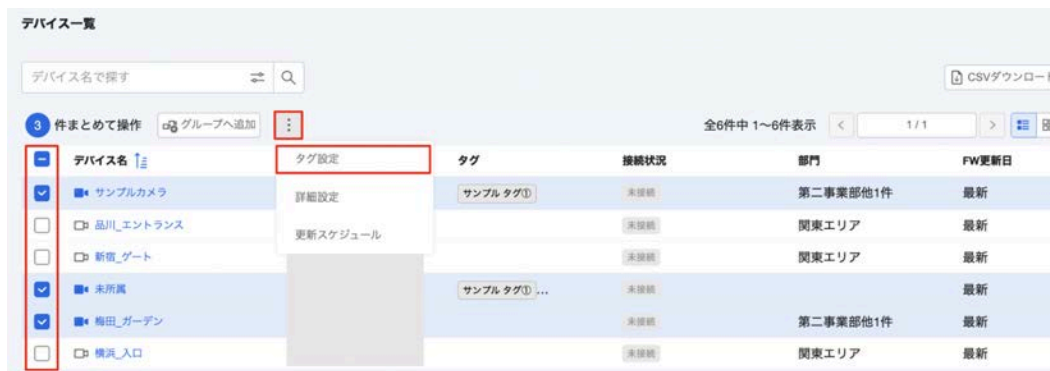 デバイス一覧
デバイス名で探す
CSVダウンロード
3 件まとめて操作 グループへ追加 全6件中 1〜6件表示 1/1
デバイス名 タグ設定 タグ 接続状況 部門 FW更新日
サンプルカメラ 詳細設定 サンプル タグ① 未接続 第二事業部他1件 最新
品川_エントランス 更新スケジュール 未接続 関東エリア 最新
新宿_ゲート 未接続 関東エリア 最新
未所属 サンプル タグ① ... 未接続 最新
梅田_ガーデン 未接続 第二事業部他1件 最新
横浜_入口 未接続 関東エリア 最新